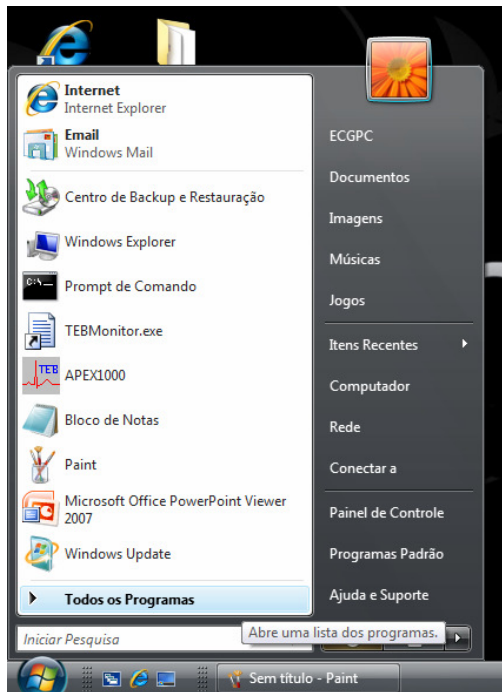 Internet
Internet Explorer
Email
Windows Mail
Centro de Backup e Restauração
Windows Explorer
C:\
Prompt de Comando
TEBMonitor.exe
TEB
APEX1000
Bloco de Notas
Paint
Microsoft Office PowerPoint Viewer
2007
Windows Update
Todos os Programas
Iniciar Pesquisa
ECGPC
Documentos
Imagens
Músicas
Jogos
Itens Recentes
Computador
Rede
Conectar a
Painel de Controle
Programas Padrão
Ajuda e Suporte
Abre uma lista dos programas.
Sem título - Paint